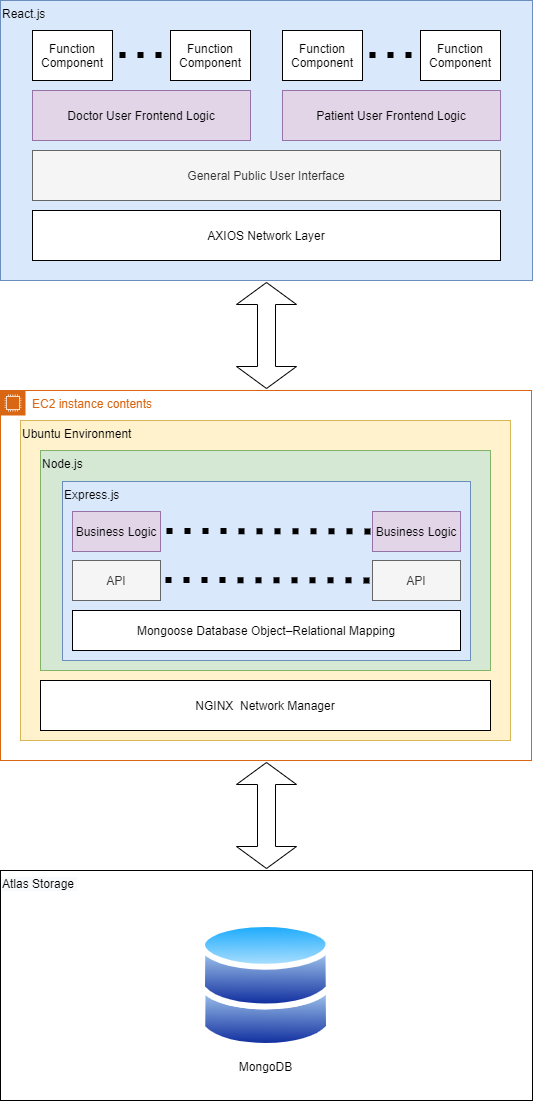 React.js
Function
Component
Function
Component
Function
Component
Function
Component
Doctor User Frontend Logic
Patient User Frontend Logic
General Public User Interface
AXIOS Network Layer
EC2 instance contents
Ubuntu Environment
Node.js
Express.js
Business Logic
Business Logic
API
API
Mongoose Database Object–Relational Mapping
NGINX  Network Manager
Atlas Storage
MongoDB